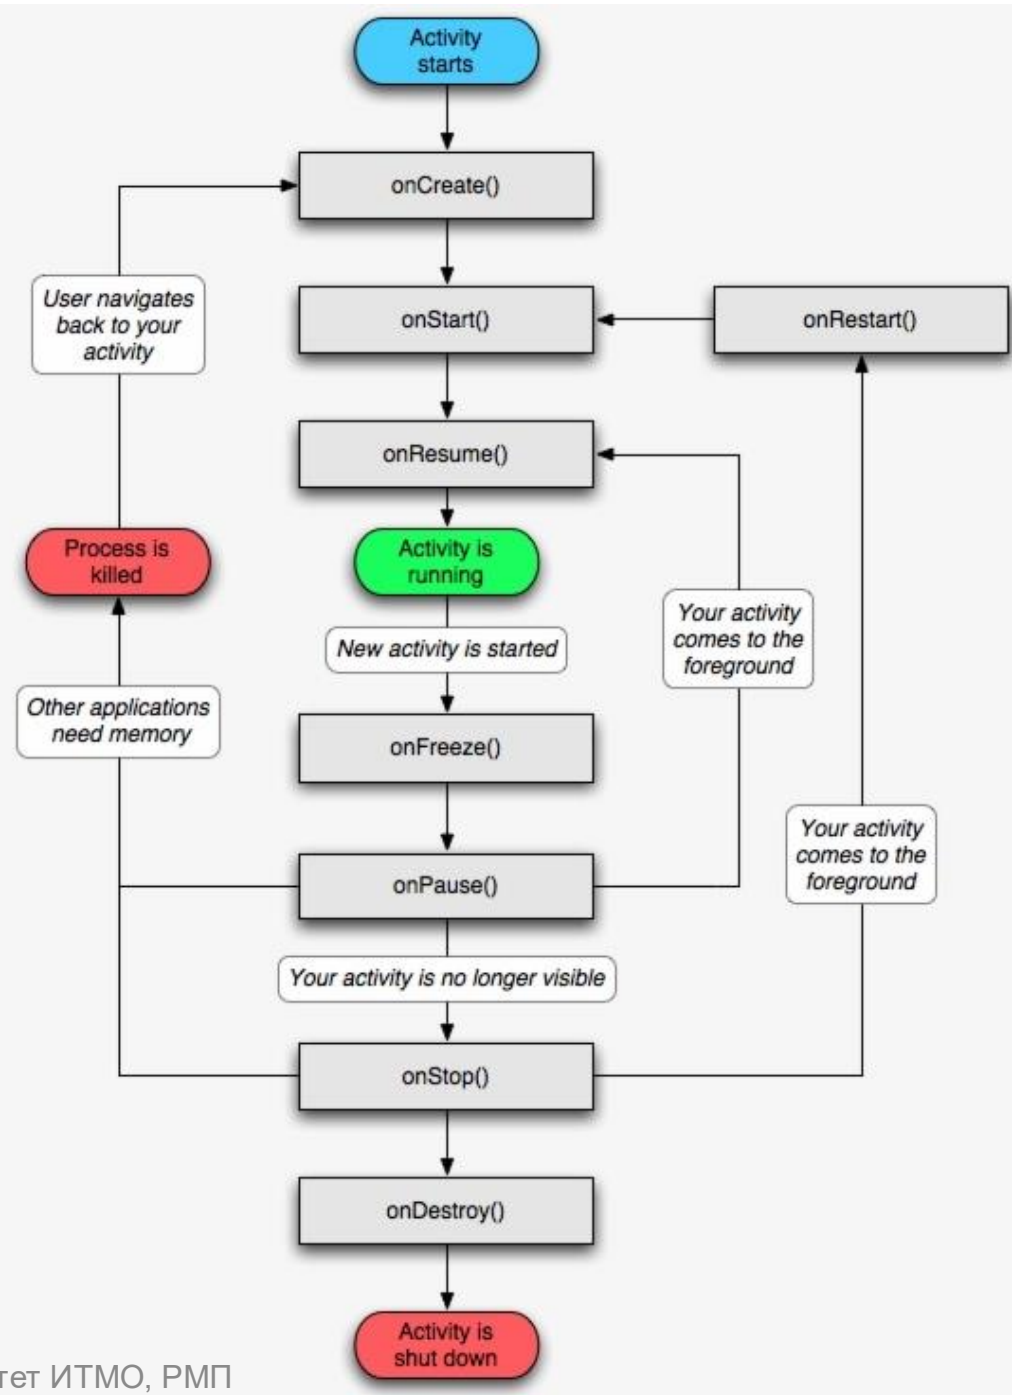 Activity
starts
onCreate()
User navigates
back to your
activity
onStart()
onRestart()
onResume()
Process is
killed
Activity is
running
Your activity
comes to the
foreground
New activity is started
Other applications
need memory
onFreeze()
Your activity
comes to the
foreground
onPause()
Your activity is no longer visible
onStop()
onDestroy()
Activity is
shut down
тет ИТМО, РМП